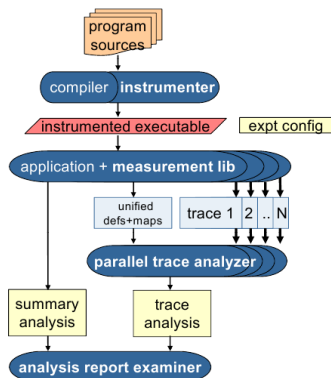 program
sources
compiler instrumenter
instrumented executable
expt config
application + measurement lib
unified
defs+maps
trace 1 2 .. N
parallel trace analyzer
summary
analysis
trace
analysis
analysis report examiner